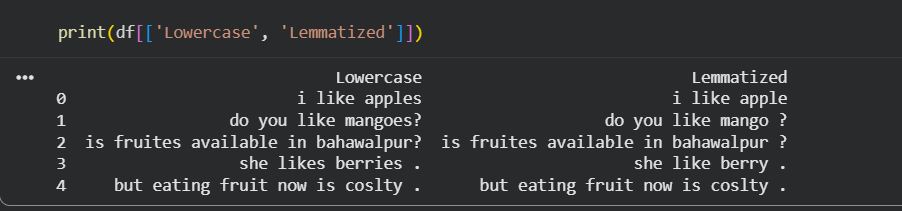 print(df[['Lowercase', 'Lemmatized']])
Lowercase Lemmatized
0 i like apples i like apple
1 do you like mangoes? do you like mango ?
2 is fruites available in bahawalpur? is fruites available in bahawalpur ?
3 she likes berries . she like berry .
4 but eating fruit now is coslty . but eating fruit now is coslty .